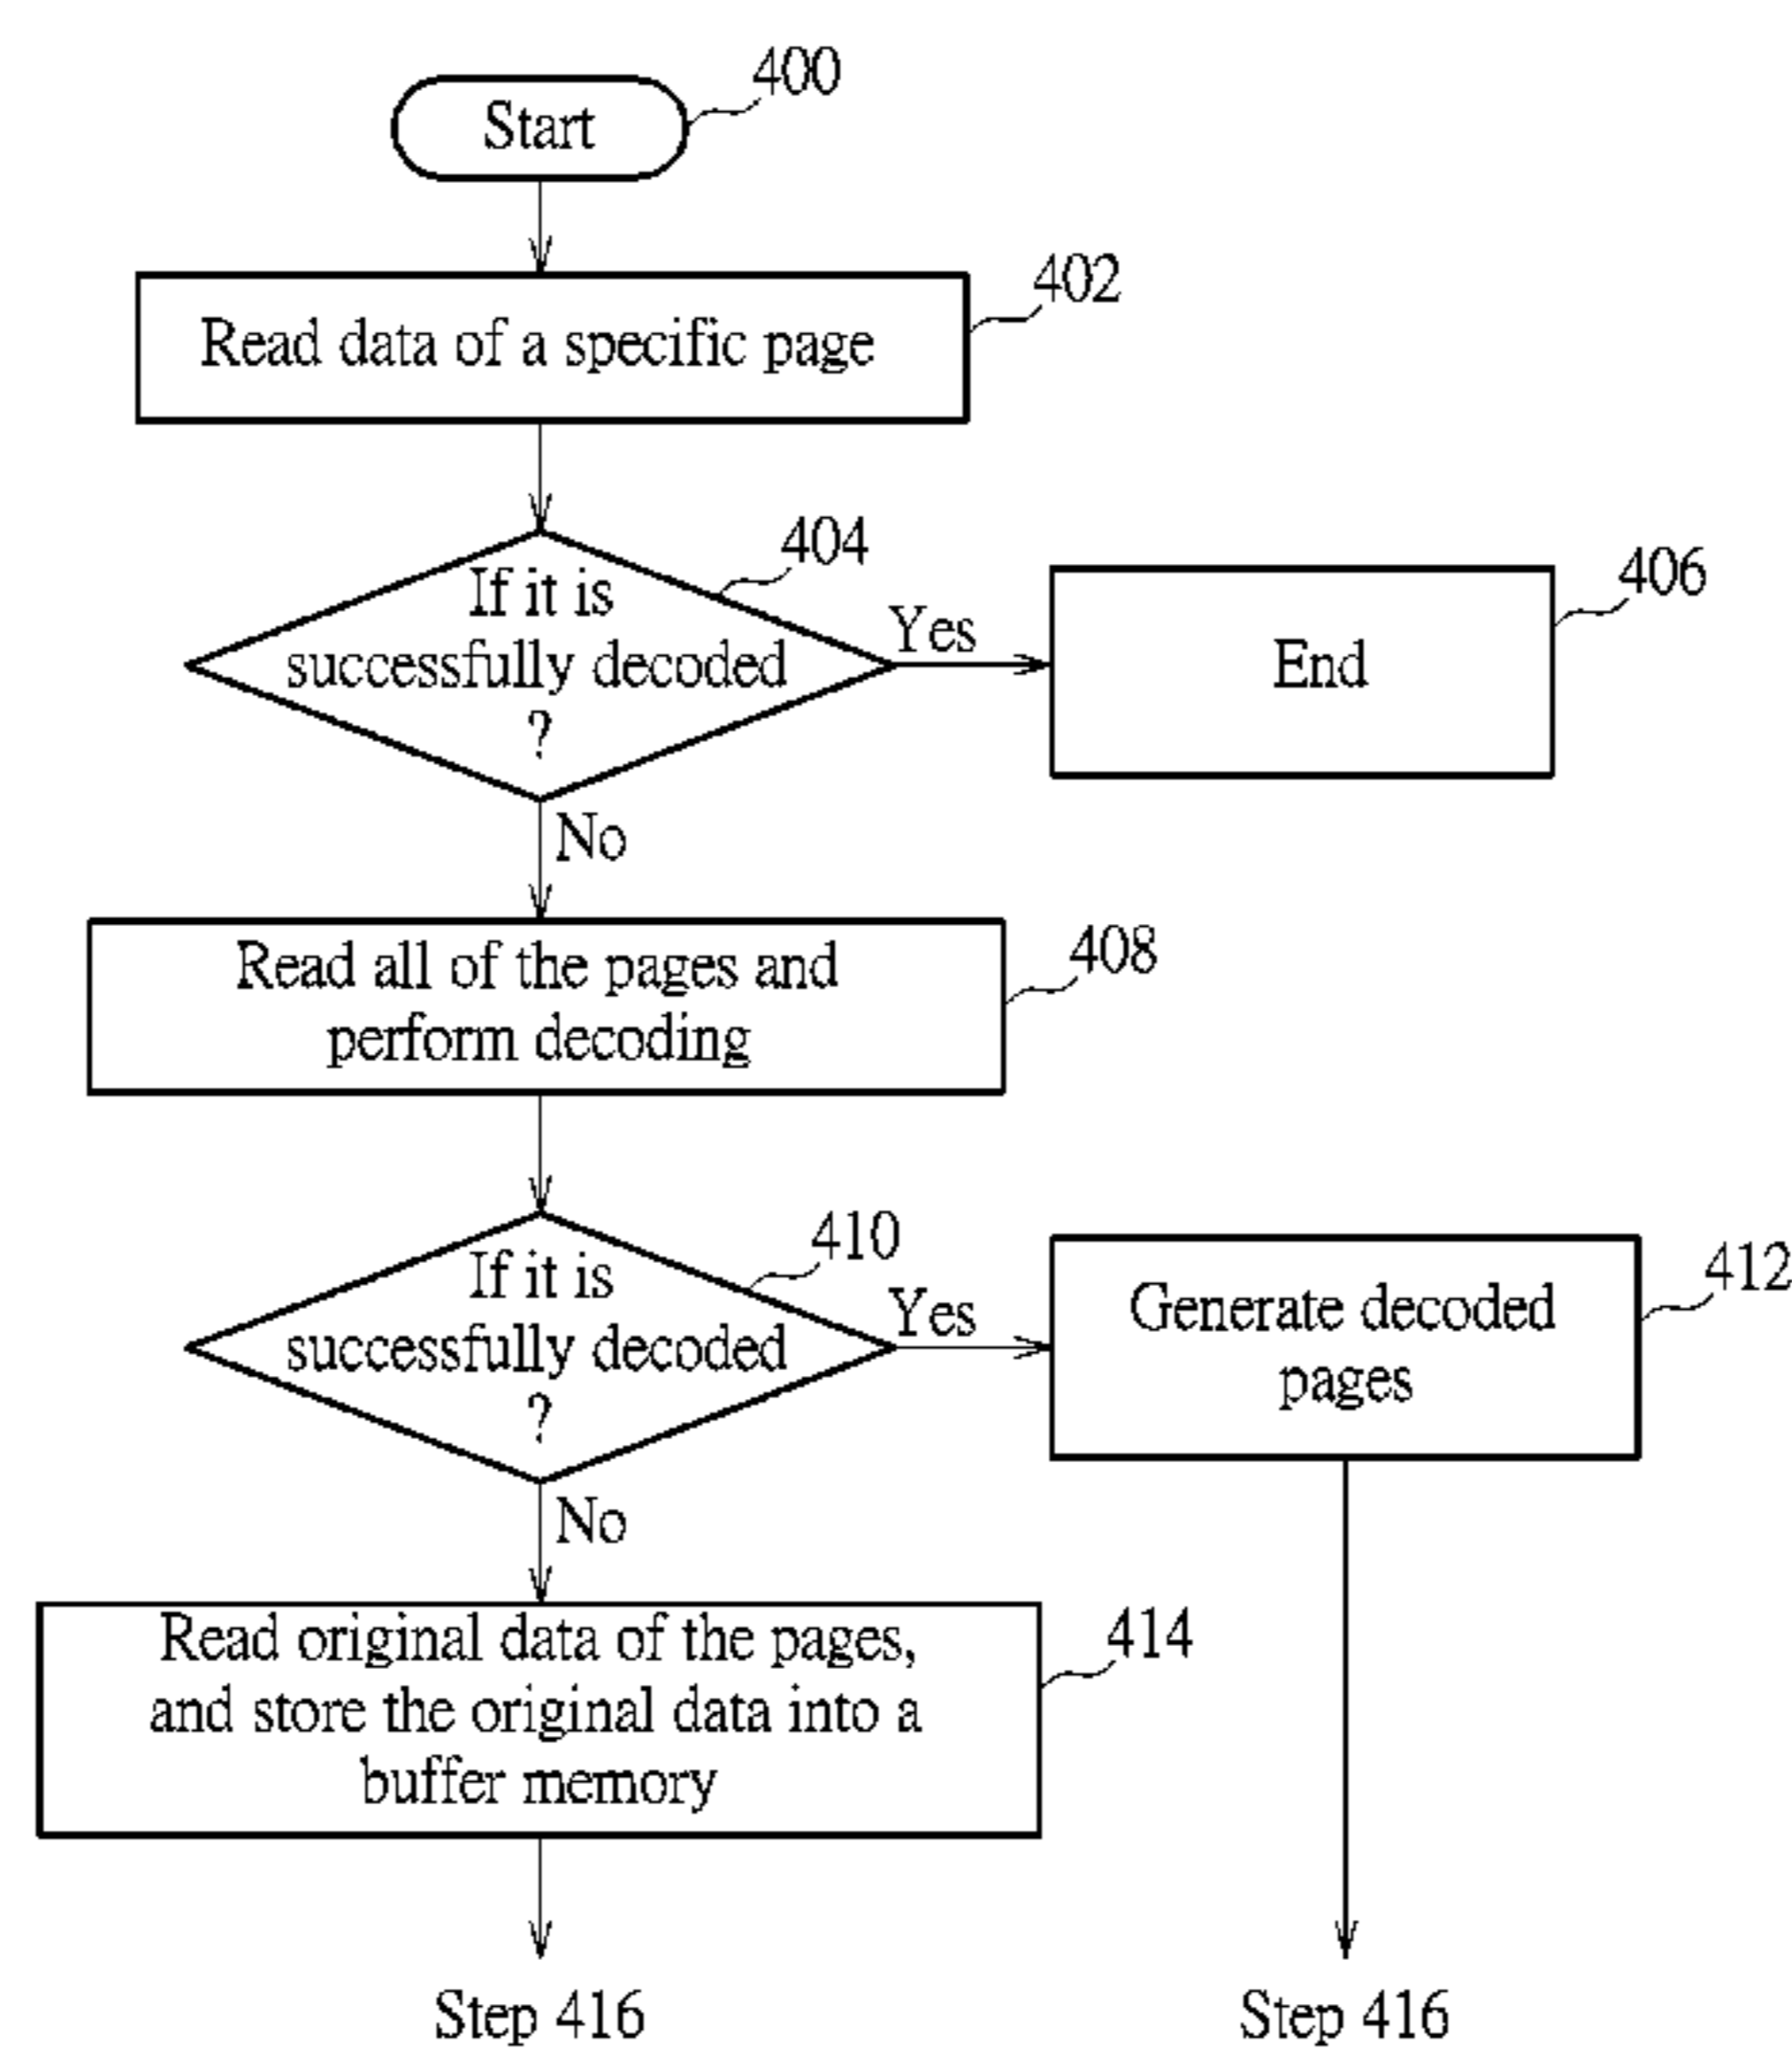 400
Start
402
Read data of a specific page
404
If it is
successfully decoded
?
Yes
406
End
No
408
Read all of the pages and
perform decoding
410
If it is
successfully decoded
?
Yes
412
Generate decoded
pages
No
414
Read original data of the pages,
and store the original data into a
buffer memory
Step 416
Step 416